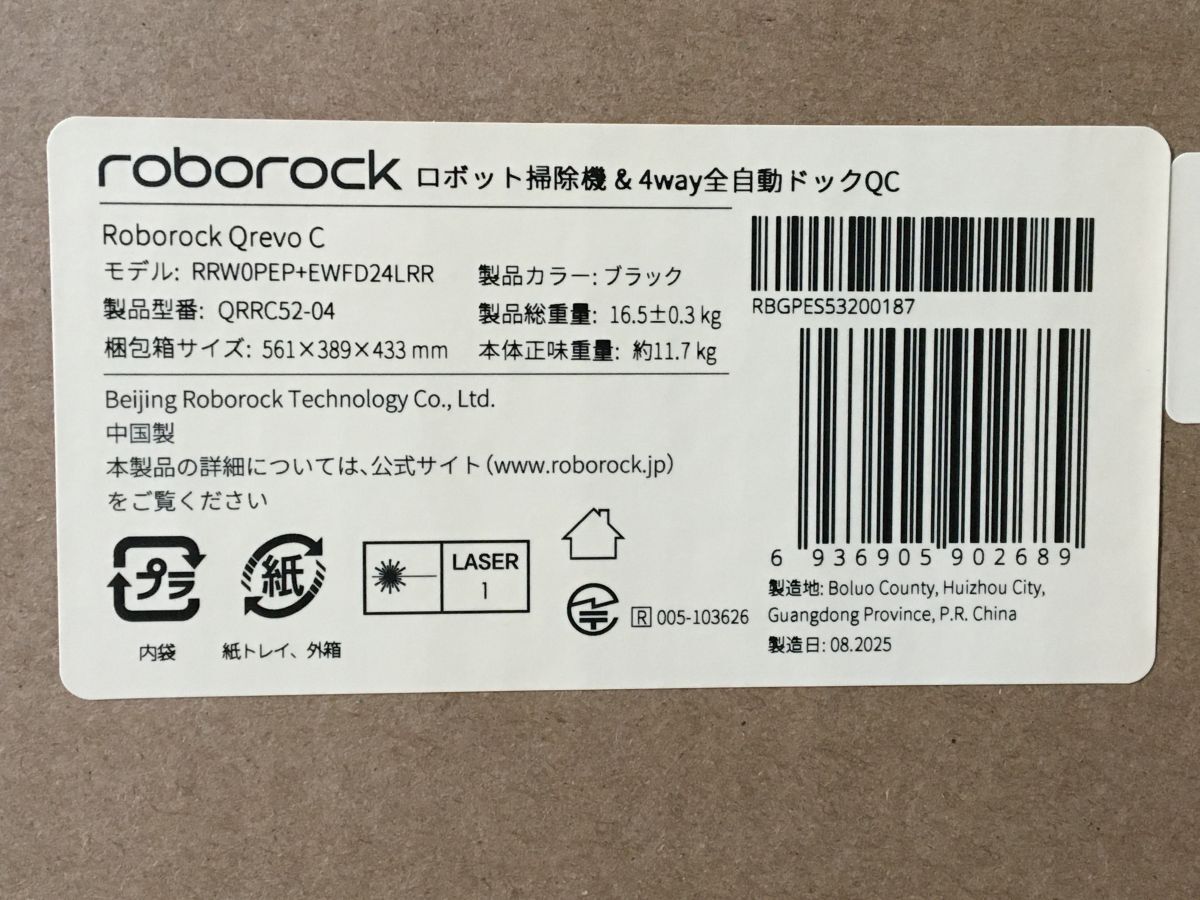 roborock ロボット掃除機 & 4way全自動ドックQC
Roborock Qrevo C
モデル: RRW0PEP+EWFD24LRR 製品カラー: ブラック
製品型番: QRRC52-04 製品総重量: 16.5±0.3 kg
梱包箱サイズ: 561×389×433 mm 本体正味重量: 約11.7 kg
RBGPES53200187
Beijing Roborock Technology Co., Ltd.
中国製
本製品の詳細については、公式サイト(www.roborock.jp)
をご覧ください
プラ
内袋
紙
紙トレイ、外箱
LASER
1
R 005-103626
6 936905 902689
製造地: Boluo County, Huizhou City,
Guangdong Province, P.R. China
製造日: 08.2025